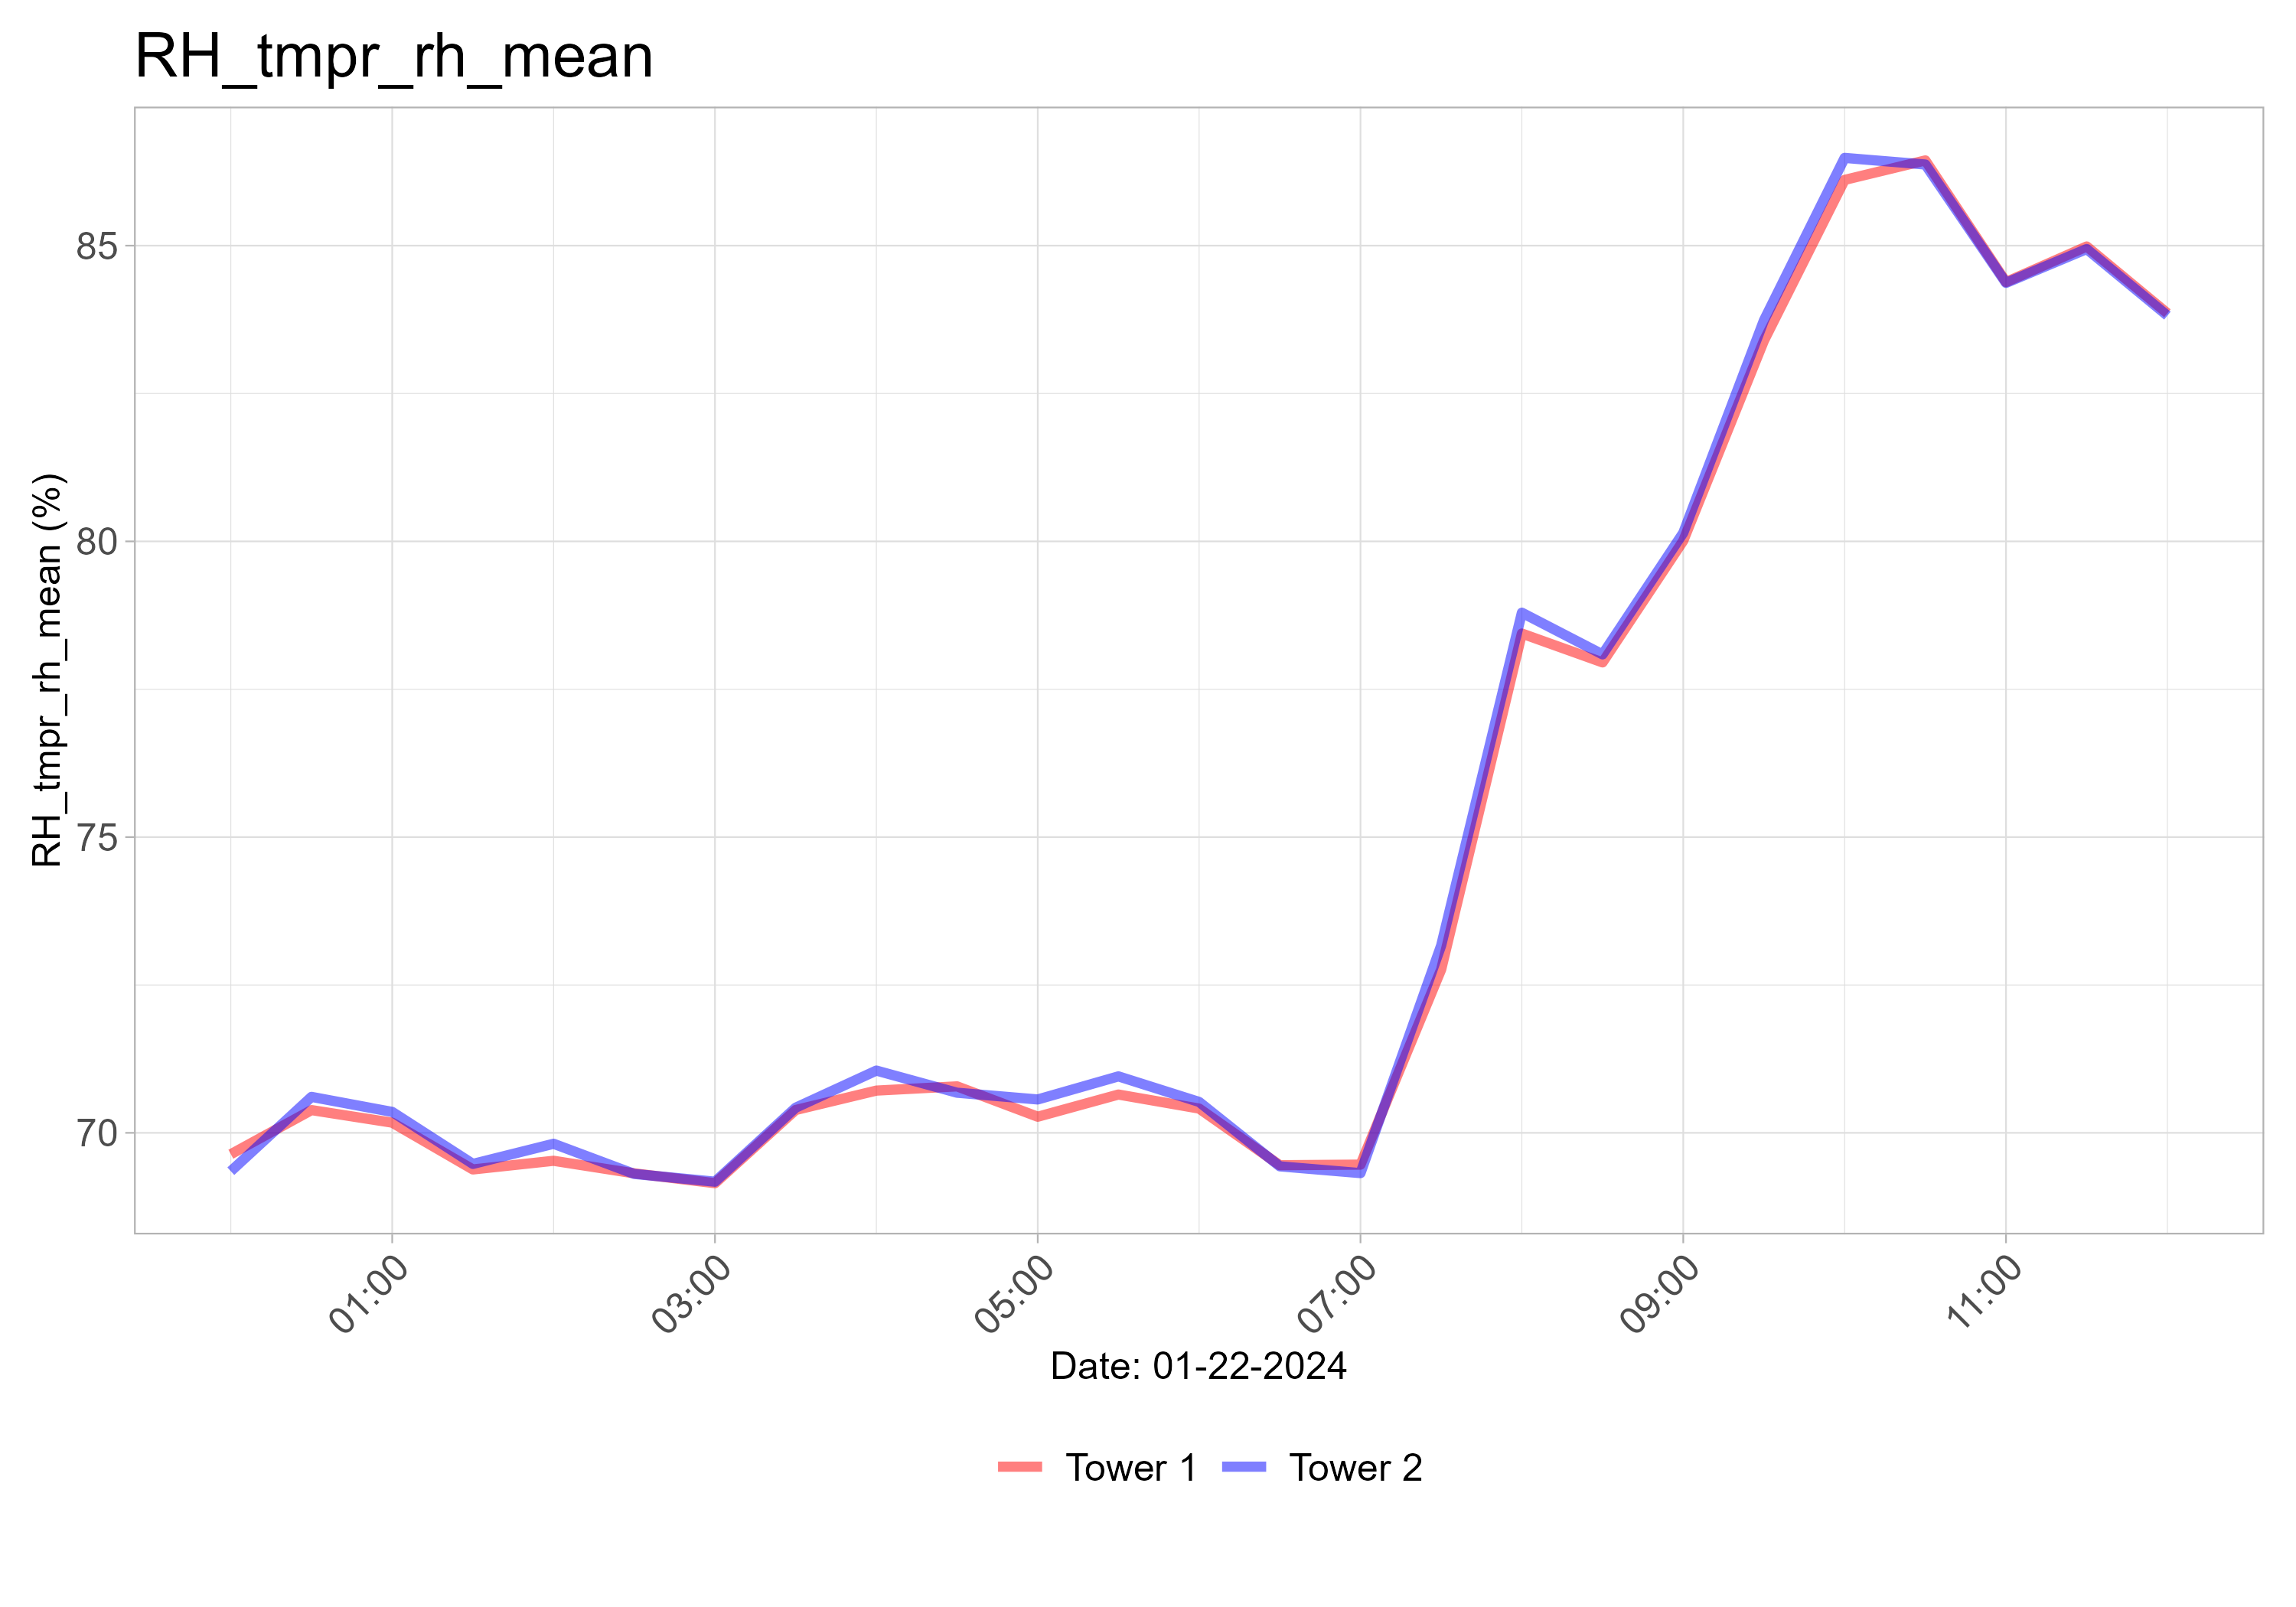 RH_tmpr_rh_mean
RH_tmpr_rh_mean (%)
85
80
75
70
01:00
03:00
05:00
07:00
09:00
11:00
Date: 01-22-2024
Tower 1
Tower 2